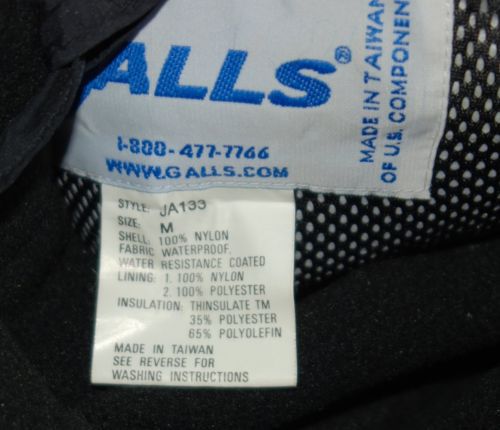 GALLS®
1-800-477-7766
WWW.GALLS.COM
MADE IN TAIWAN
OF U.S. COMPONEN
STYLE: JA133
SIZE: M
SHELL: 100% NYLON
FABRIC WATERPROOF,
WATER RESISTANCE COATED
LINING: 1. 100% NYLON
2. 100% POLYESTER
INSULATION: THINSULATE TM
35% POLYESTER
65% POLYOLEFIN
MADE IN TAIWAN
SEE REVERSE FOR
WASHING INSTRUCTIONS